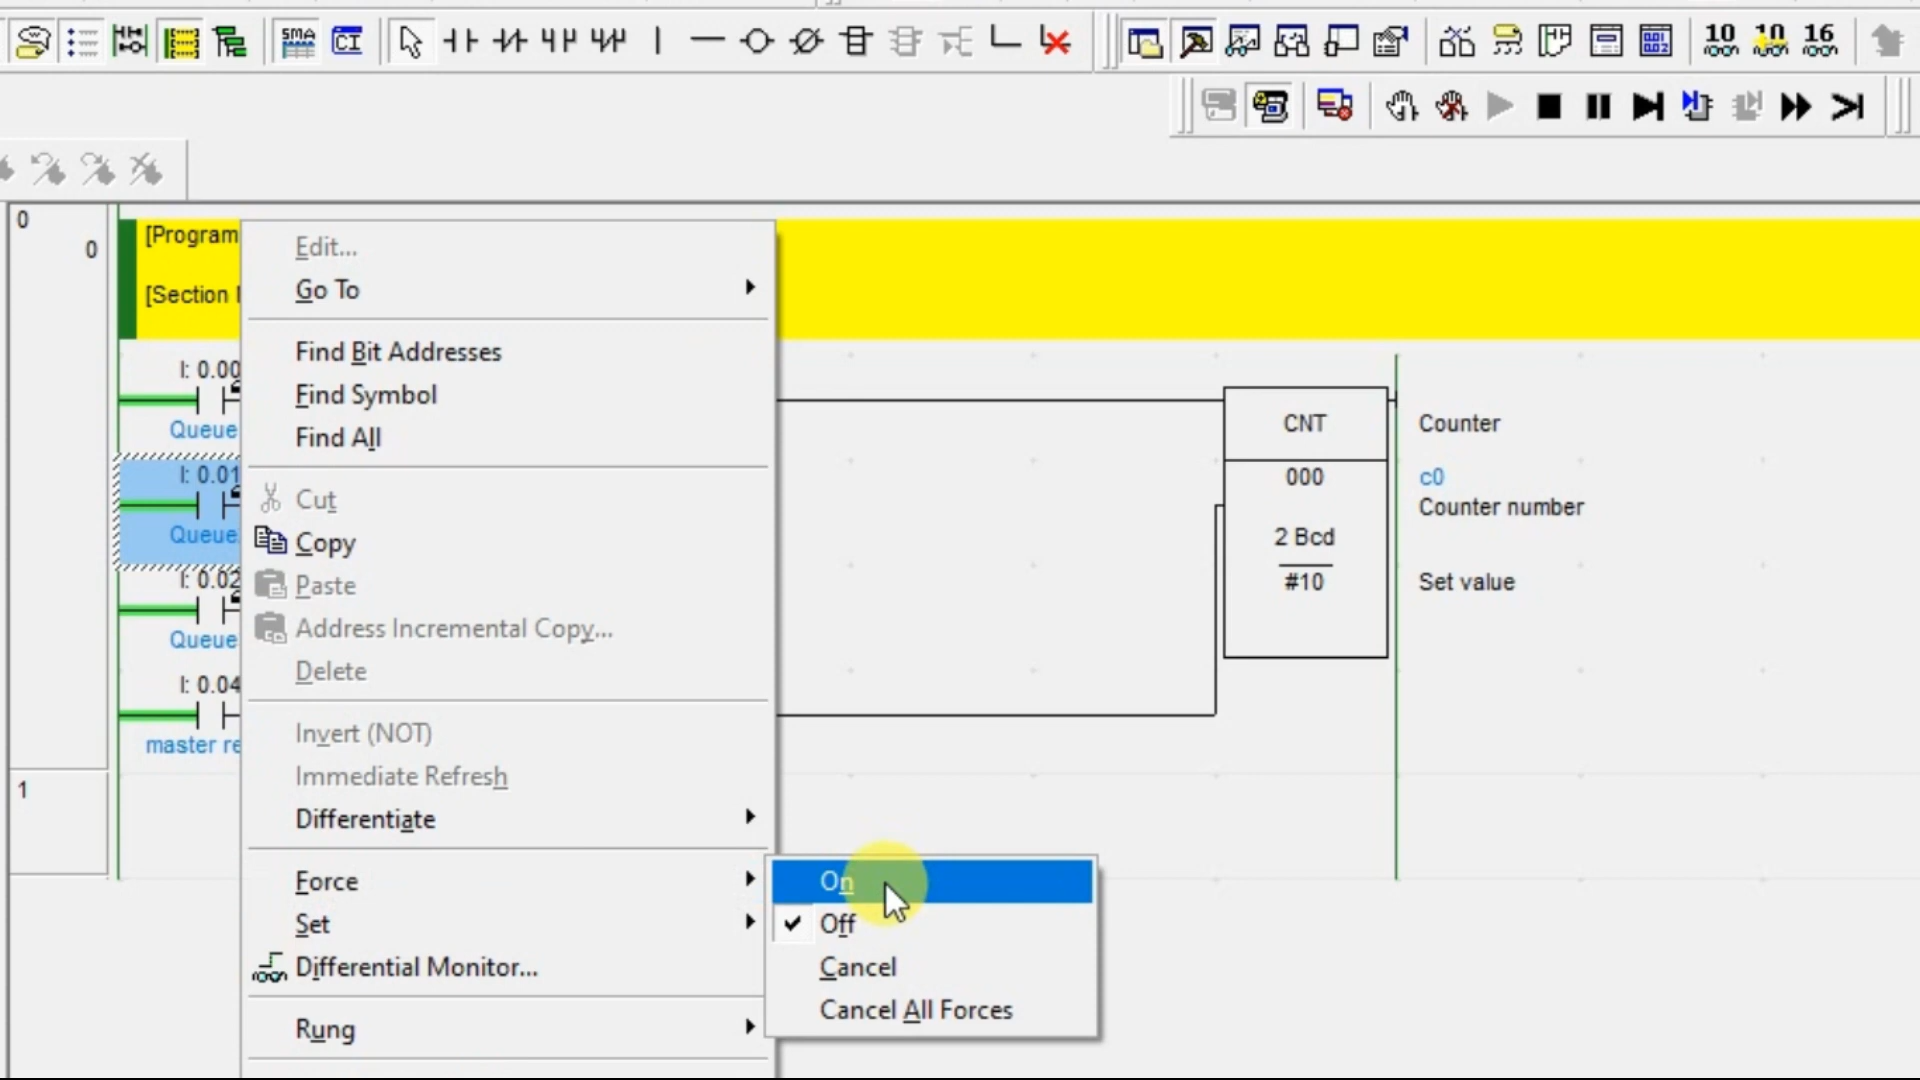 SMA
CI
10
10
16
0
0
[Program
[Section
Edit...
Go To
Find Bit Addresses
Find Symbol
Find All
Cut
Copy
Paste
Address Incremental Copy...
Delete
Invert (NOT)
Immediate Refresh
Differentiate
Force
Set
Differential Monitor...
Rung
On
Off
Cancel
Cancel All Forces
I: 0.00
Queue
I: 0.01
Queue
I: 0.02
Queue
I: 0.04
master re
1
CNT
000
2 Bcd
#10
Counter
c0
Counter number
Set value